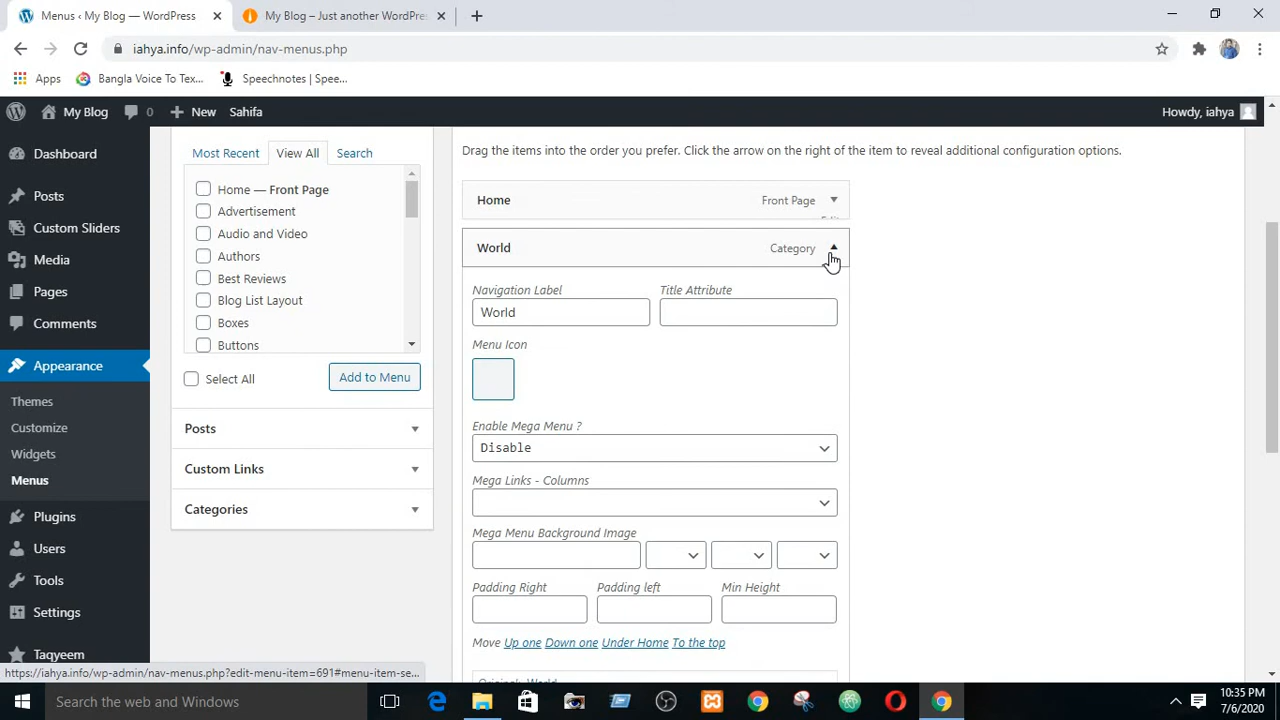 Menus ‹ My Blog — WordPress
My Blog – Just another WordPres
iahya.info/wp-admin/nav-menus.php
Apps
Bangla Voice To Tex...
Speechnotes | Spee...
My Blog
0
New
Sahifa
Howdy, iahya
Dashboard
Posts
Custom Sliders
Media
Pages
Comments
Appearance
Themes
Customize
Widgets
Menus
Plugins
Users
Tools
Settings
Taqyeem
Most Recent
View All
Search
Home — Front Page
Advertisement
Audio and Video
Authors
Best Reviews
Blog List Layout
Boxes
Buttons
Select All
Add to Menu
Posts
Custom Links
Categories
Drag the items into the order you prefer. Click the arrow on the right of the item to reveal additional configuration options.
Home
Front Page
World
Category
Navigation Label
Title Attribute
World
Menu Icon
Enable Mega Menu ?
Disable
Mega Links - Columns
Mega Menu Background Image
Padding Right
Padding left
Min Height
Move Up one Down one Under Home To the top
Original: World
https://iahya.info/wp-admin/nav-menus.php?edit-menu-item=691#menu-item-se...
Search the web and Windows
10:35 PM
7/6/2020